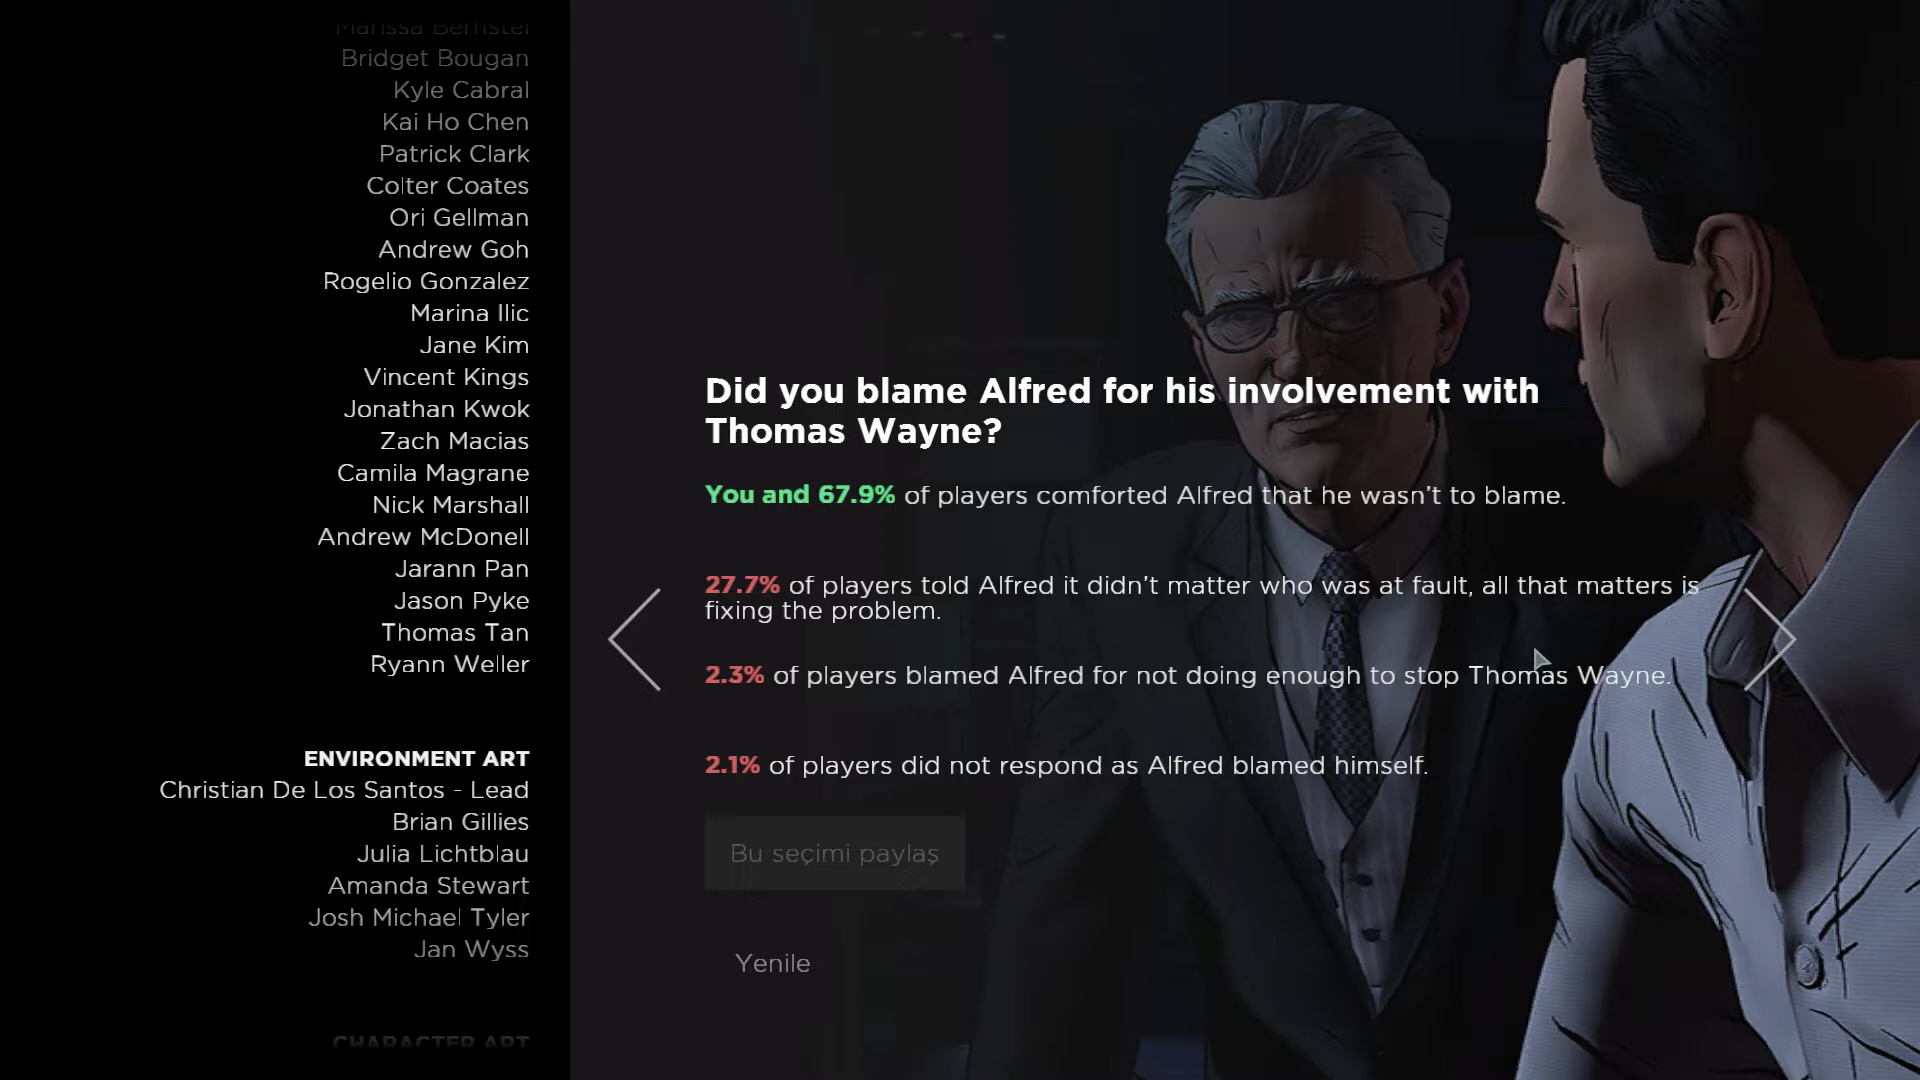 Marissa Bernstel
Bridget Bougan
Kyle Cabral
Kai Ho Chen
Patrick Clark
Colter Coates
Ori Gellman
Andrew Goh
Rogelio Gonzalez
Marina Ilic
Jane Kim
Vincent Kings
Jonathan Kwok
Zach Macias
Camila Magrane
Nick Marshall
Andrew McDonell
Jarann Pan
Jason Pyke
Thomas Tan
Ryann Weller
ENVIRONMENT ART
Christian De Los Santos - Lead
Brian Gillies
Julia Lichtblau
Amanda Stewart
Josh Michael Tyler
Jan Wyss
CHARACTER ART
Did you blame Alfred for his involvement with
Thomas Wayne?
You and 67.9% of players comforted Alfred that he wasn't to blame.
27.7% of players told Alfred it didn't matter who was at fault, all that matters is
fixing the problem.
2.3% of players blamed Alfred for not doing enough to stop Thomas Wayne.
2.1% of players did not respond as Alfred blamed himself.
Bu seçimi paylaş
Yenile